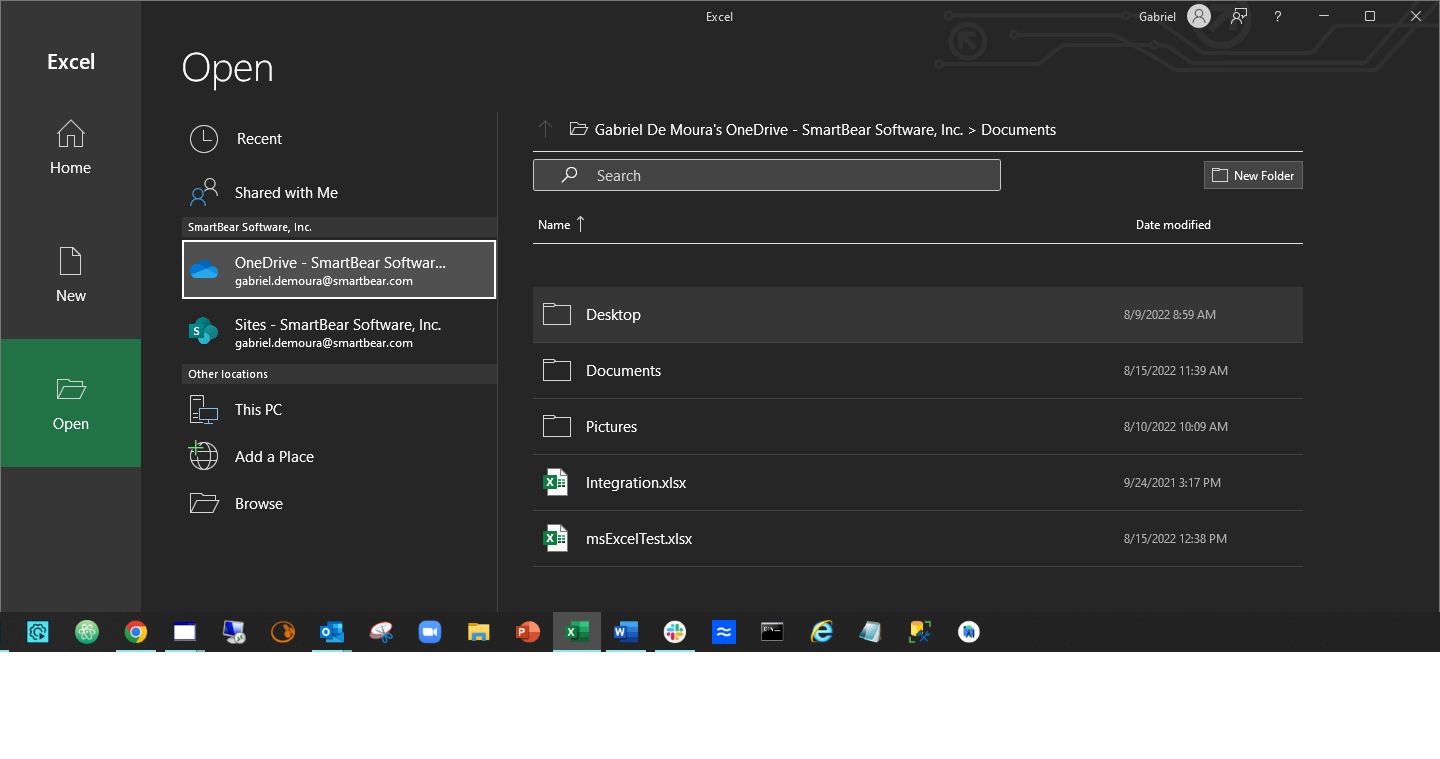 Excel
Gabriel
?
Excel
Home
New
Open
Open
Recent
Shared with Me
SmartBear Software, Inc.
OneDrive - SmartBear Softwar...
gabriel.demoura@smartbear.com
Sites - SmartBear Software, Inc.
gabriel.demoura@smartbear.com
Other locations
This PC
Add a Place
Browse
Gabriel De Moura's OneDrive - SmartBear Software, Inc. > Documents
Search
New Folder
Name Date modified
Desktop 8/9/2022 8:59 AM
Documents 8/15/2022 11:39 AM
Pictures 8/10/2022 10:09 AM
Integration.xlsx 9/24/2021 3:17 PM
msExcelTest.xlsx 8/15/2022 12:38 PM